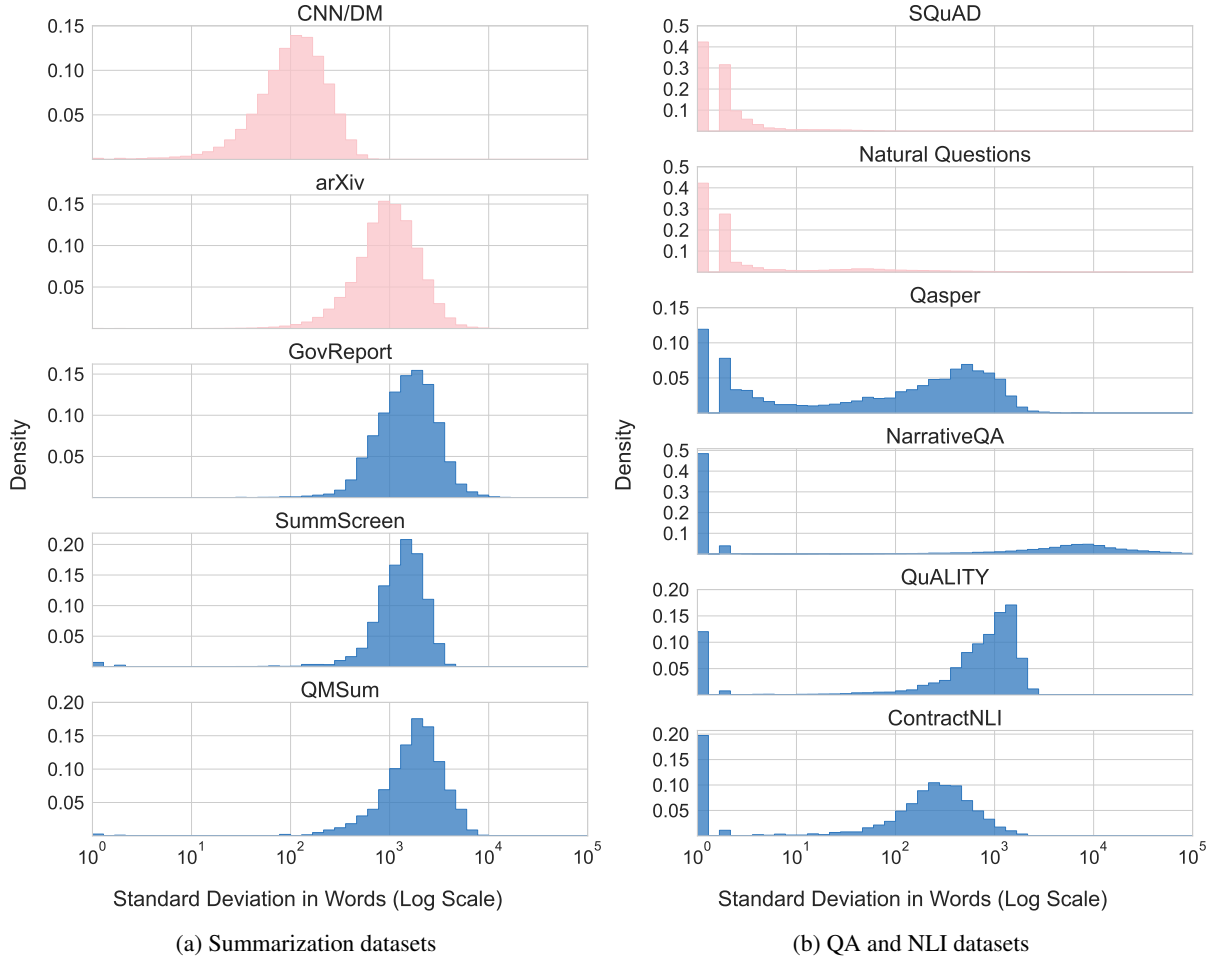 CNN/DM
0.15
0.10
0.05
arXiv
0.15
0.10
0.05
GovReport
0.15
0.10
0.05
SummScreen
0.20
0.15
0.10
0.05
QMSum
0.20
0.15
0.10
0.05
Density
10^0 10^1 10^2 10^3 10^4 10^5
Standard Deviation in Words (Log Scale)
(a) Summarization datasets
SQuAD
0.5
0.4
0.3
0.2
0.1
Natural Questions
0.5
0.4
0.3
0.2
0.1
Qasper
0.15
0.10
0.05
NarrativeQA
0.5
0.4
0.3
0.2
0.1
QuALITY
0.20
0.15
0.10
0.05
ContractNLI
0.20
0.15
0.10
0.05
Density
10^0 10^1 10^2 10^3 10^4 10^5
Standard Deviation in Words (Log Scale)
(b) QA and NLI datasets